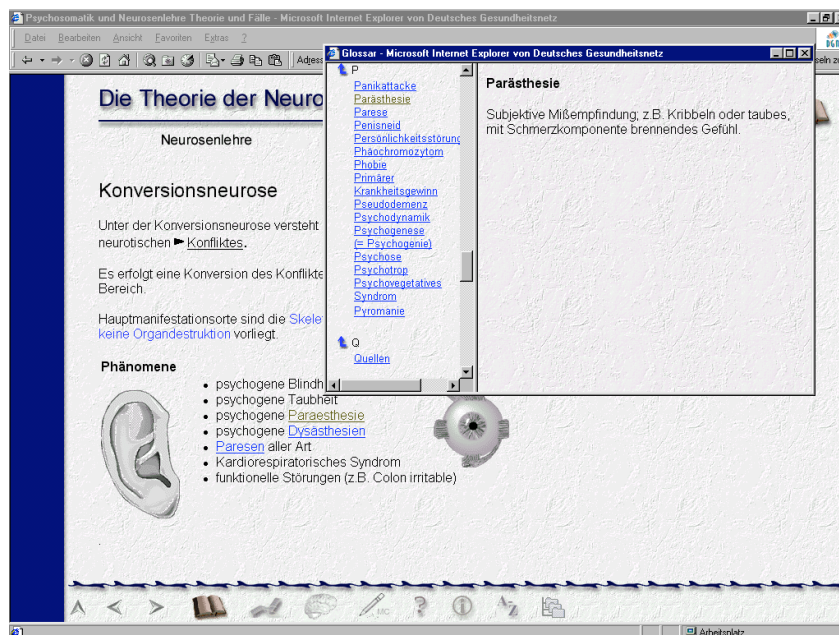 Psychosomatik und Neurosenlehre Theorie und Fälle - Microsoft Internet Explorer von Deutsches Gesundheitsnetz
Datei Bearbeiten Ansicht Favoriten Extras ?
Adress
Glossar - Microsoft Internet Explorer von Deutsches Gesundheitsnetz
P
Panikattacke
Parästhesie
Parese
Penisneid
Persönlichkeitsstörung
Phäochromozytom
Phobie
Primärer
Krankheitsgewinn
Pseudodemenz
Psychodynamik
Psychogenese
(= Psychogenie)
Psychose
Psychotrop
Psychovegetatives
Syndrom
Pyromanie
Q
Quellen
Parästhesie
Subjektive Mißempfindung; z.B. Kribbeln oder taubes,
mit Schmerzkomponente brennendes Gefühl.
Die Theorie der Neuro
Neurosenlehre
Konversionsneurose
Unter der Konversionsneurose versteht
neurotischen Konfliktes.
Es erfolgt eine Konversion des Konflikte
Bereich.
Hauptmanifestationsorte sind die Skele
keine Organdestruktion vorliegt.
Phänomene
psychogene Blindh
psychogene Taubheit
psychogene Paraesthesie
psychogene Dysästhesien
Paresen aller Art
Kardiorespiratorisches Syndrom
funktionelle Störungen (z.B. Colon irritable)
MC
A-Z
Arbeitsplatz